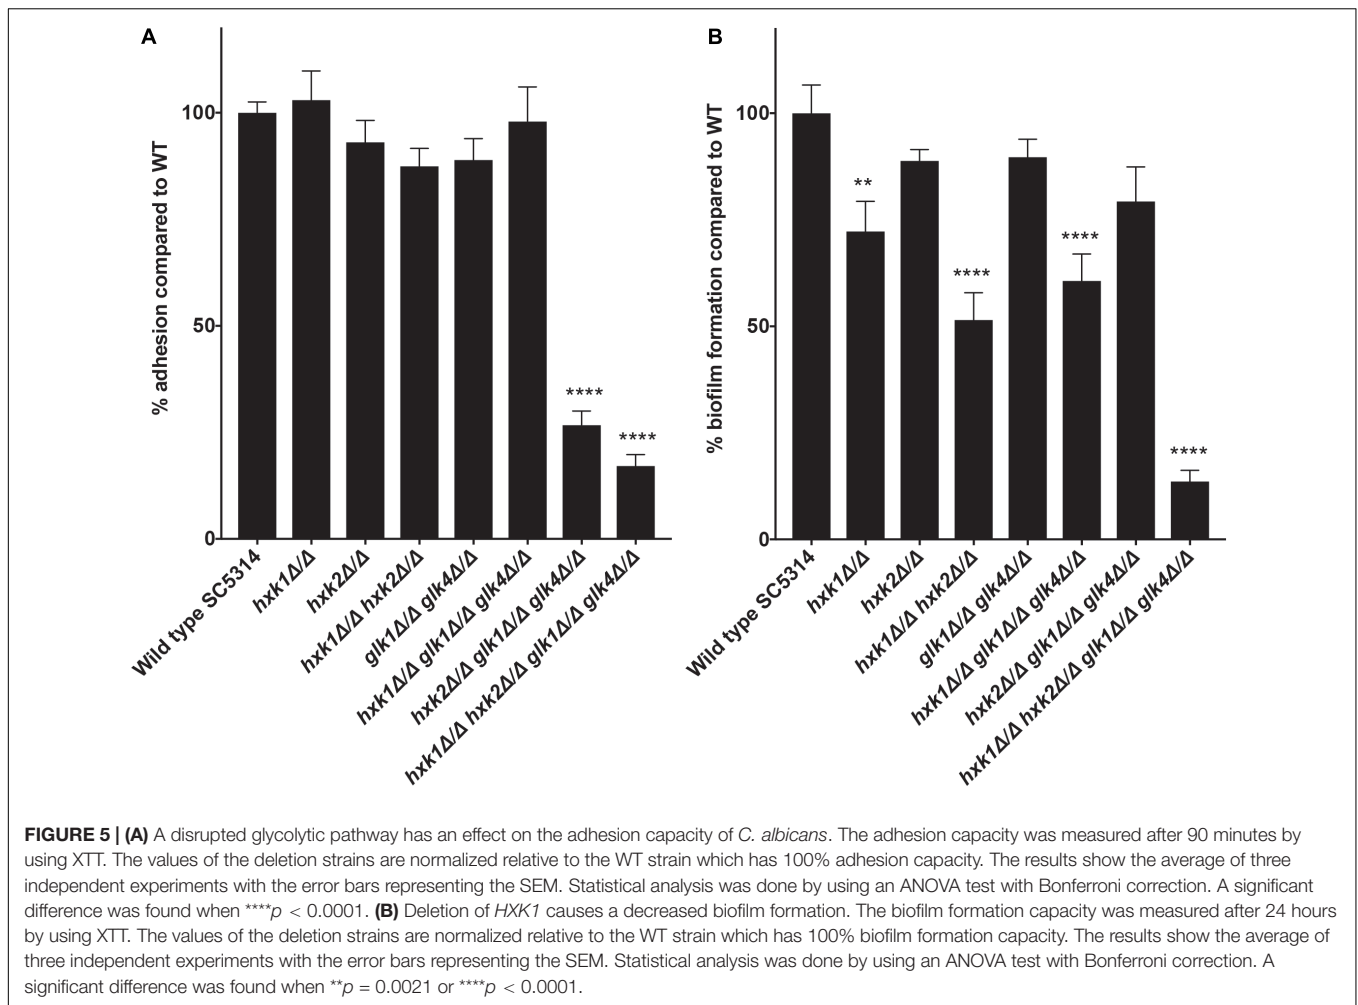 A
% adhesion compared to WT
100
50
0
Wild type SC5314
hxk1Δ/Δ
hxk2Δ/Δ
hxk1Δ/Δ hxk2Δ/Δ
glk1Δ/Δ glk4Δ/Δ
hxk1Δ/Δ glk1Δ/Δ glk4Δ/Δ
hxk2Δ/Δ glk1Δ/Δ glk4Δ/Δ
hxk1Δ/Δ hxk2Δ/Δ glk1Δ/Δ glk4Δ/Δ
****
****
B
% biofilm formation compared to WT
100
50
0
Wild type SC5314
hxk1Δ/Δ
hxk2Δ/Δ
hxk1Δ/Δ hxk2Δ/Δ
glk1Δ/Δ glk4Δ/Δ
hxk1Δ/Δ glk1Δ/Δ glk4Δ/Δ
hxk2Δ/Δ glk1Δ/Δ glk4Δ/Δ
hxk1Δ/Δ hxk2Δ/Δ glk1Δ/Δ glk4Δ/Δ
**
****
****
****
FIGURE 5 | (A) A disrupted glycolytic pathway has an effect on the adhesion capacity of C. albicans. The adhesion capacity was measured after 90 minutes by
using XTT. The values of the deletion strains are normalized relative to the WT strain which has 100% adhesion capacity. The results show the average of three
independent experiments with the error bars representing the SEM. Statistical analysis was done by using an ANOVA test with Bonferroni correction. A significant
difference was found when ****p < 0.0001. (B) Deletion of HXK1 causes a decreased biofilm formation. The biofilm formation capacity was measured after 24 hours
by using XTT. The values of the deletion strains are normalized relative to the WT strain which has 100% biofilm formation capacity. The results show the average of
three independent experiments with the error bars representing the SEM. Statistical analysis was done by using an ANOVA test with Bonferroni correction. A
significant difference was found when **p = 0.0021 or ****p < 0.0001.